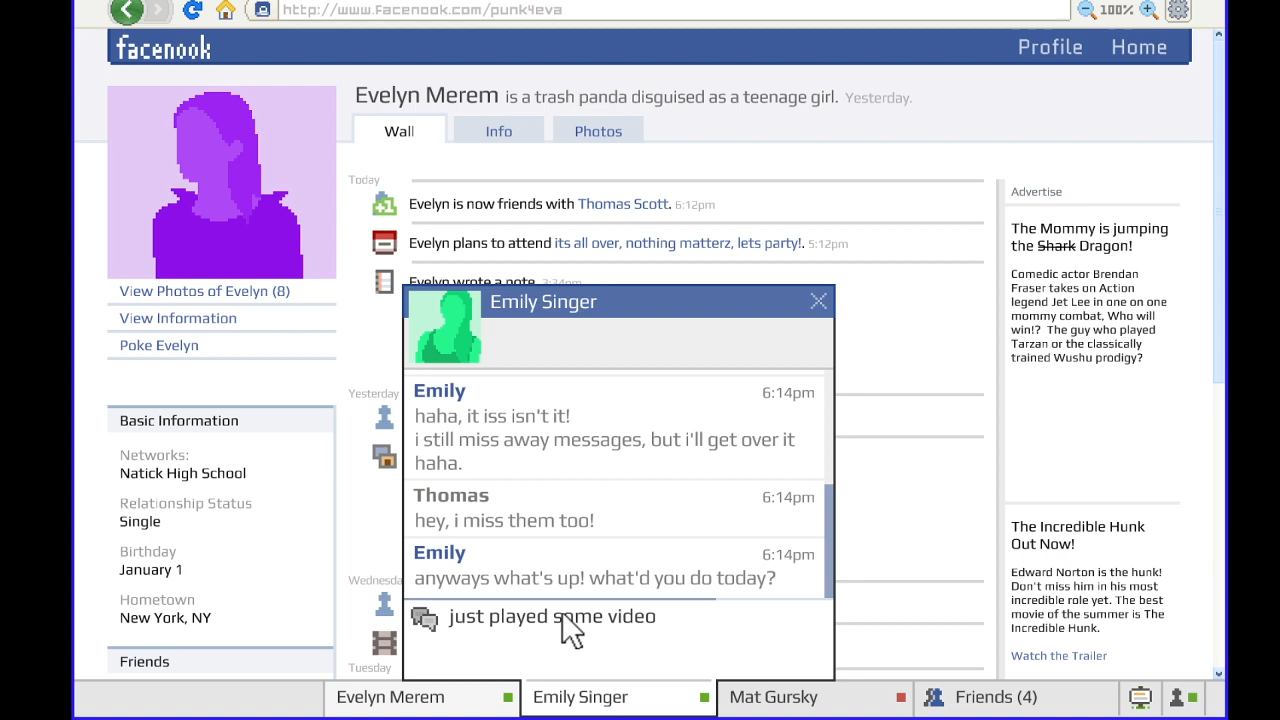 http://www.facenook.com/punk4eva
100%
facenook
Profile
Home
Evelyn Merem is a trash panda disguised as a teenage girl. Yesterday.
Wall
Info
Photos
Today
Evelyn is now friends with Thomas Scott. 6:12pm
Evelyn plans to attend its all over, nothing matterz, lets party!. 5:12pm
Evelyn wrote a note. 3:34pm
View Photos of Evelyn (8)
View Information
Poke Evelyn
Basic Information
Networks:
Natick High School
Relationship Status
Single
Birthday
January 1
Hometown
New York, NY
Friends
Yesterday
Wednesda
Tuesday
Emily Singer
Emily 6:14pm
haha, it iss isn't it!
i still miss away messages, but i'll get over it
haha.
Thomas 6:14pm
hey, i miss them too!
Emily 6:14pm
anyways what's up! what'd you do today?
just played some video
Advertise
The Mommy is jumping
the Shark Dragon!
Comedic actor Brendan
Fraser takes on Action
legend Jet Lee in one on one
mommy combat, Who will
win!? The guy who played
Tarzan or the classically
trained Wushu prodigy?
The Incredible Hunk
Out Now!
Edward Norton is the hunk!
Don't miss him in his most
incredible role yet. The best
movie of the summer is The
Incredible Hunk.
Watch the Trailer
Evelyn Merem
Emily Singer
Mat Gursky
Friends (4)